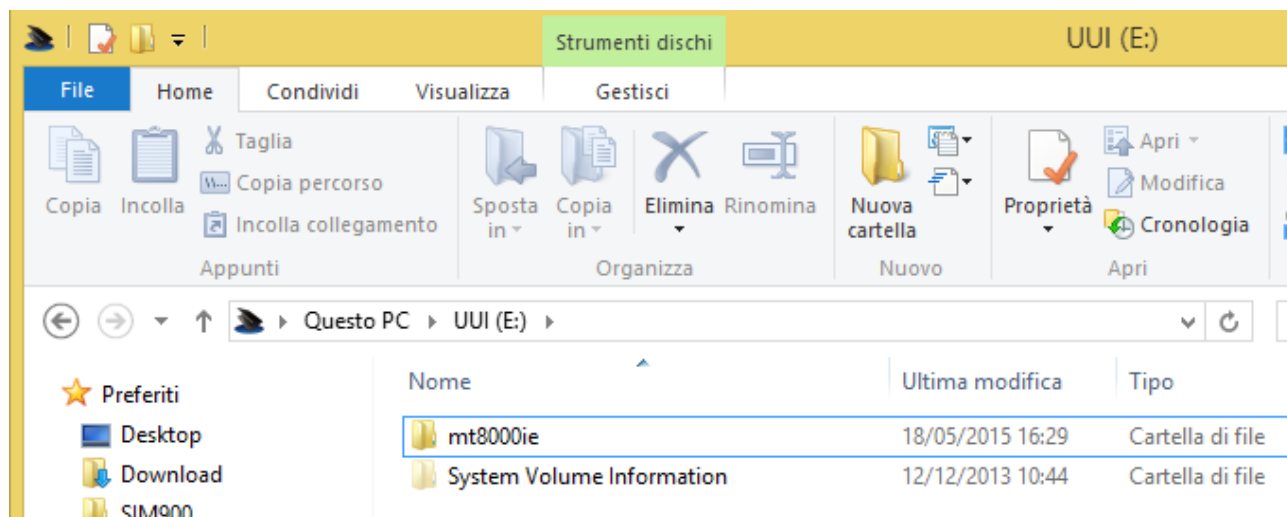 Strumenti dischi
UUI (E:)
File Home Condividi Visualizza Gestisci
Copia
Incolla
Taglia
W... Copia percorso
Incolla collegamento
Appunti
Sposta in
Copia in
Elimina
Rinomina
Organizza
Nuova cartella
Nuovo
Proprietà
Apri
Modifica
Cronologia
Apri
Questo PC UUI (E:)
Preferiti
Desktop
Download
SIM900
Nome Ultima modifica Tipo
mt8000ie 18/05/2015 16:29 Cartella di file
System Volume Information 12/12/2013 10:44 Cartella di file